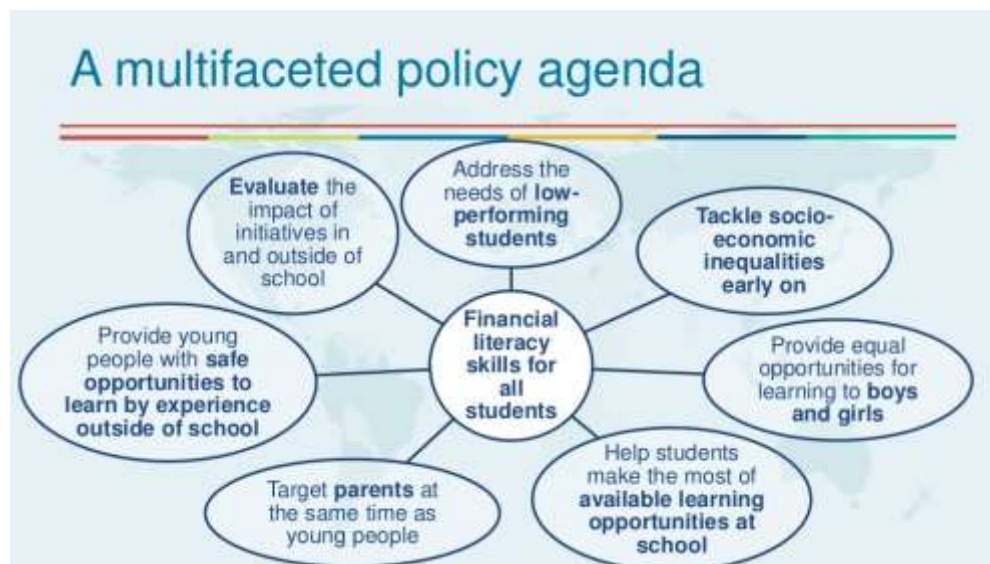 A multifaceted policy agenda
Address the
needs of low-
performing
students
Tackle socio-
economic
inequalities
early on
Provide equal
opportunities for
learning to boys
and girls
Help students
make the most of
available learning
opportunities at
school
Target parents at
the same time as
young people
Provide young
people with safe
opportunities to
learn by experience
outside of school
Evaluate the
impact of
initiatives in
and outside of
school
Financial
literacy
skills for
all
students